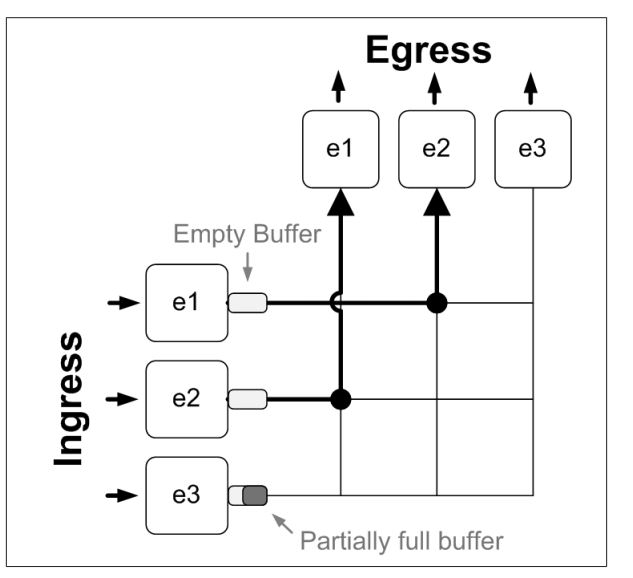 Egress
e1
e2
e3
Empty Buffer
e1
e2
e3
Ingress
Partially full buffer